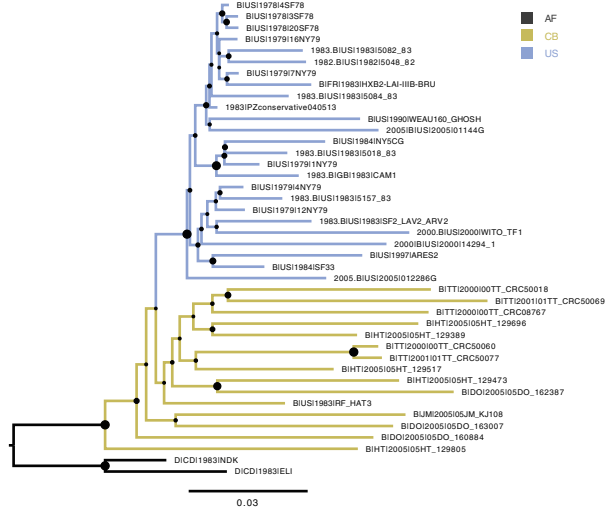 B|US|1978|4SF78
B|US|1978|3SF78
B|US|1978|20SF78
B|US|1979|16NY79
1983.B|US|1983|5082_83
1982.B|US|1982|5048_82
B|US|1979|7NY79
B|FR|1983|HXB2-LAI-IIIB-BRU
1983.B|US|1983|5084_83
1983|PZconservative040513
B|US|1990|WEAU160_GHOSH
2005|B|US|2005|01144G
B|US|1984|NY5CG
1983.B|US|1983|5018_83
B|US|1979|1NY79
1983.B|GB|1983|CAM1
B|US|1979|4NY79
1983.B|US|1983|5157_83
B|US|1979|12NY79
1983.B|US|1983|SF2_LAV2_ARV2
2000.B|US|2000|WITO_TF1
2000|B|US|2000|14294_1
B|US|1997|ARES2
B|US|1984|SF33
2005.B|US|2005|012286G
B|TT|2000|00TT_CRC50018
B|TT|2001|01TT_CRC50069
B|TT|2000|00TT_CRC08767
B|HT|2005|05HT_129696
B|HT|2005|05HT_129389
B|TT|2000|00TT_CRC50060
B|TT|2001|01TT_CRC50077
B|HT|2005|05HT_129517
B|HT|2005|05HT_129473
B|DO|2005|05DO_162387
B|US|1983|RF_HAT3
B|JM|2005|05JM_KJ108
B|DO|2005|05DO_163007
B|DO|2005|05DO_160884
B|HT|2005|05HT_129805
D|CD|1983|NDK
D|CD|1983|ELI
0.03
AF
CB
US